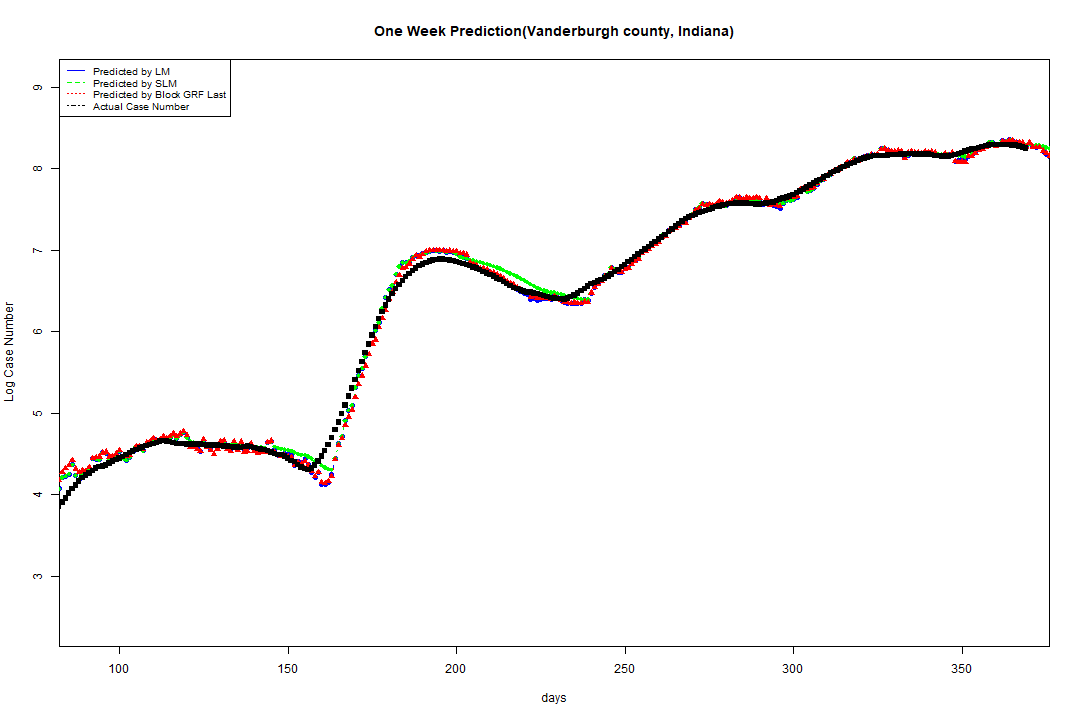 One Week Prediction(Vanderburgh county, Indiana)
Predicted by LM
Predicted by SLM
Predicted by Block GRF Last
Actual Case Number
9
8
7
6
5
4
3
Log Case Number
100 150 200 250 300 350
days